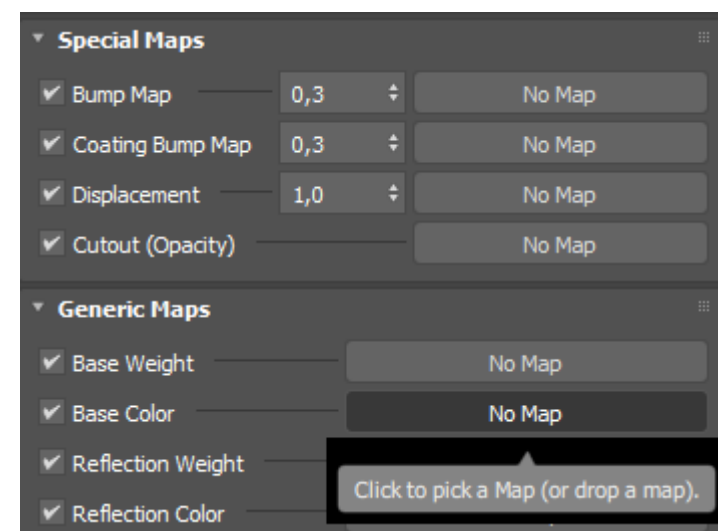 Special Maps
Bump Map 0,3 No Map
Coating Bump Map 0,3 No Map
Displacement 1,0 No Map
Cutout (Opacity) No Map
Generic Maps
Base Weight No Map
Base Color No Map
Reflection Weight
Click to pick a Map (or drop a map).
Reflection Color